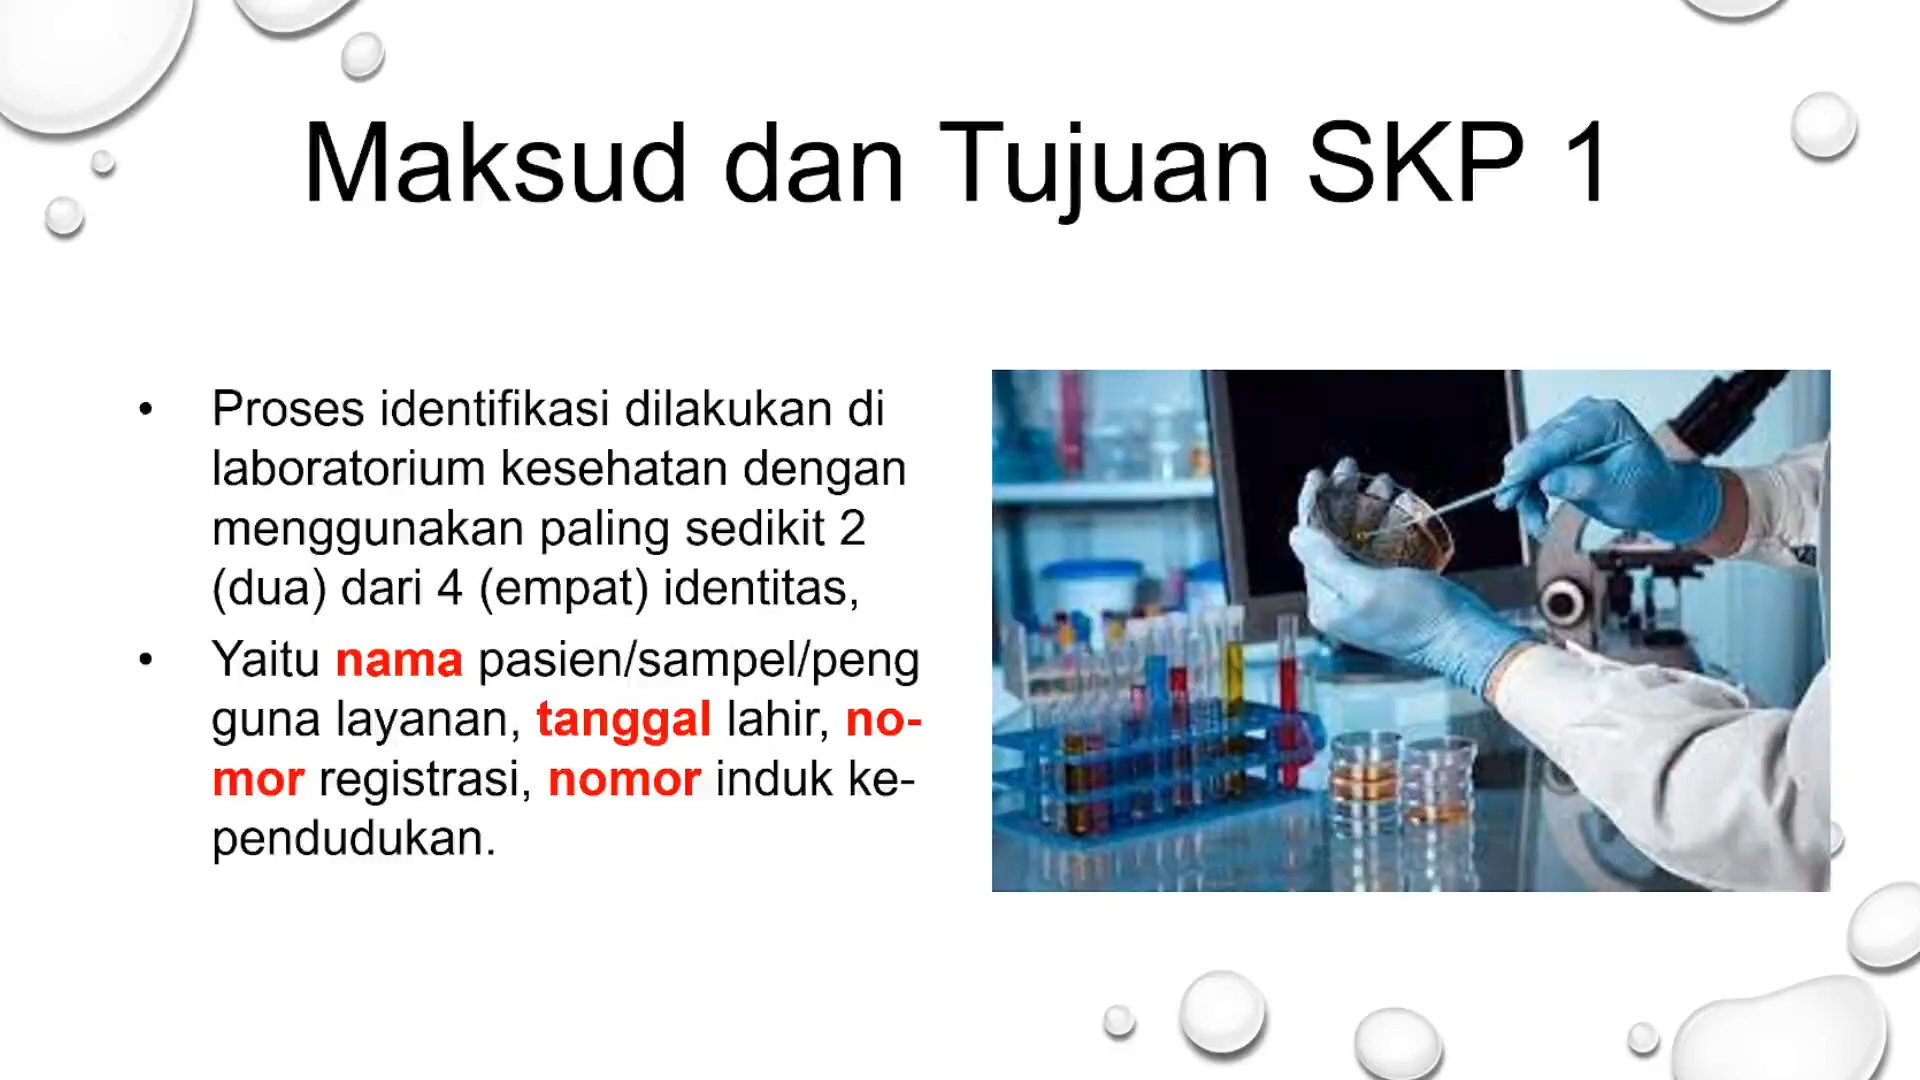 Maksud dan Tujuan SKP 1
• Proses identifikasi dilakukan di
laboratorium kesehatan dengan
menggunakan paling sedikit 2
(dua) dari 4 (empat) identitas,
• Yaitu nama pasien/sampel/peng
guna layanan, tanggal lahir, no-
mor registrasi, nomor induk ke-
pendudukan.